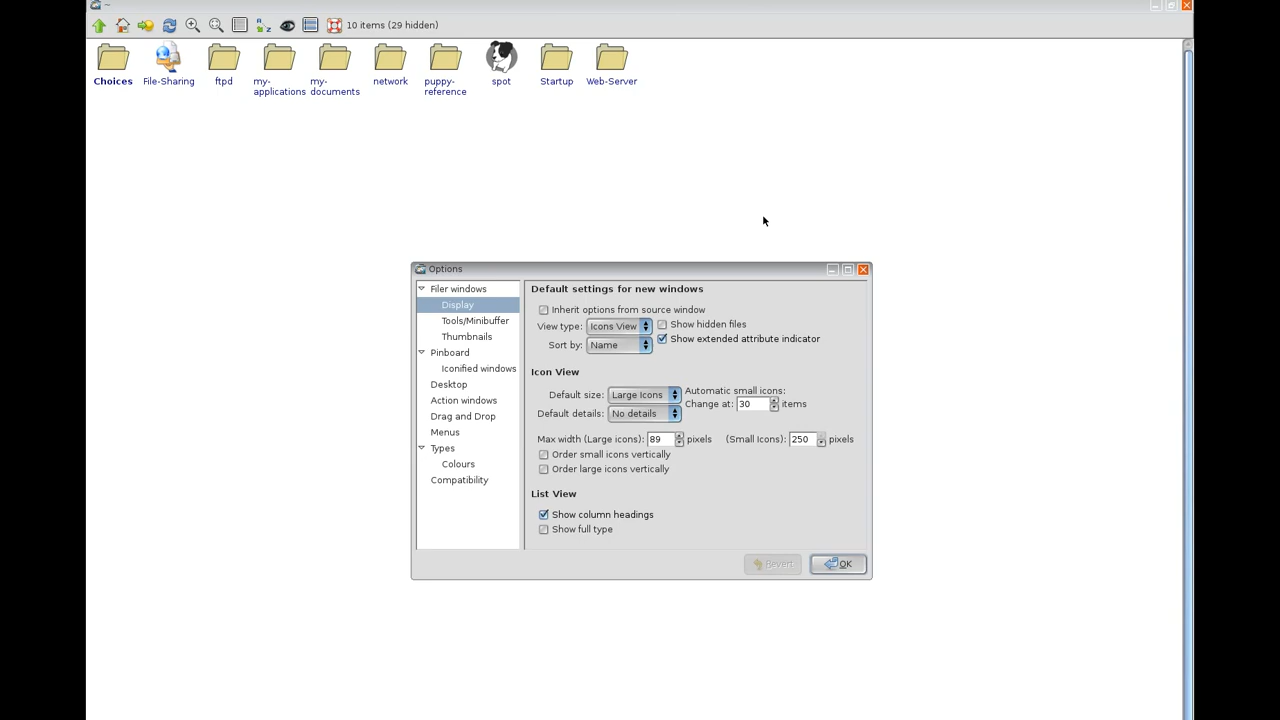 ~
10 items (29 hidden)
Choices File-Sharing ftpd my-applications my-documents network puppy-reference spot Startup Web-Server
Options
Filer windows
Display
Tools/Minibuffer
Thumbnails
Pinboard
Iconified windows
Desktop
Action windows
Drag and Drop
Menus
Types
Colours
Compatibility
Default settings for new windows
Inherit options from source window
View type: Icons View Show hidden files
Show extended attribute indicator
Sort by: Name
Icon View
Default size: Large Icons Automatic small icons:
Change at: 30 items
Default details: No details
Max width (Large icons): 89 pixels (Small Icons): 250 pixels
Order small icons vertically
Order large icons vertically
List View
Show column headings
Show full type
Revert OK